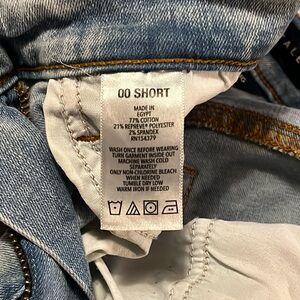 00 SHORT
MADE IN
EGYPT
77% COTTON
21% REPREVE® POLYESTER
2% SPANDEX
RN154379
WASH ONCE BEFORE WEARING
TURN GARMENT INSIDE OUT
MACHINE WASH COLD
SEPARATELY
ONLY NON-CHLORINE BLEACH
WHEN NEEDED
TUMBLE DRY LOW
WARM IRON IF NEEDED